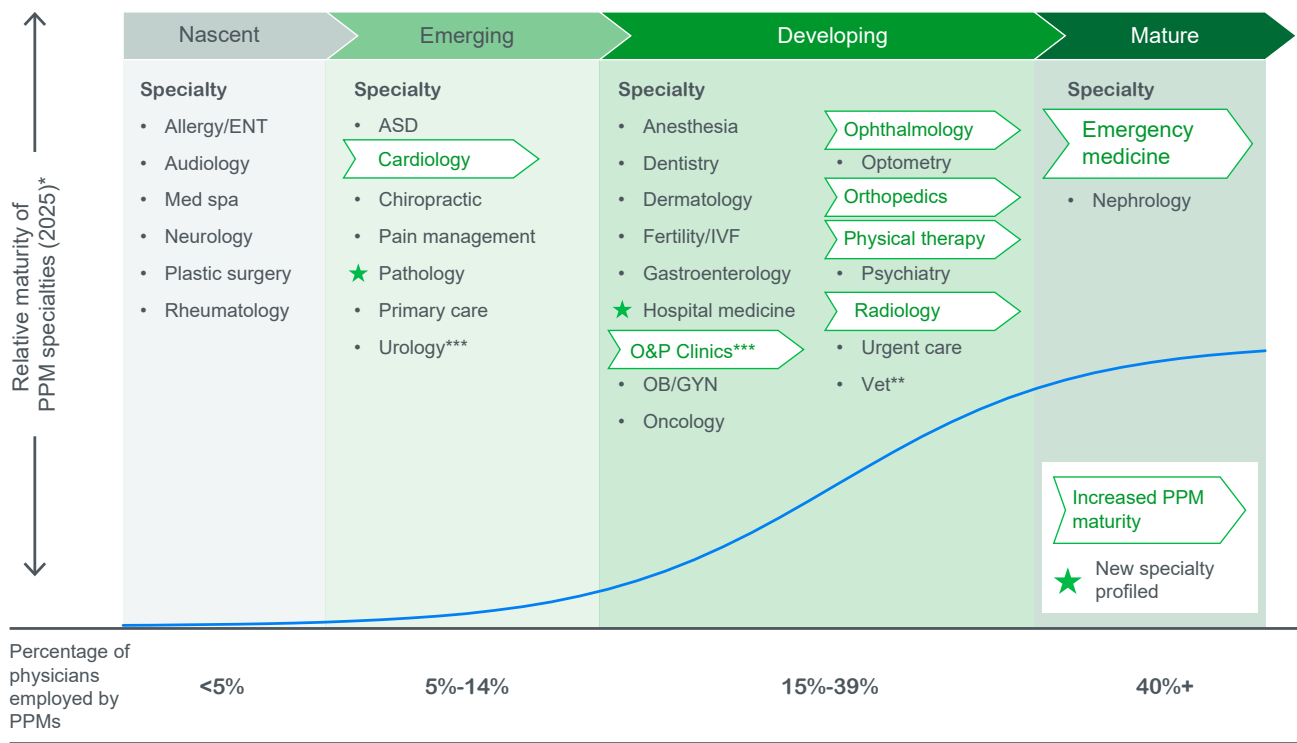 Nascent
Emerging
Developing
Mature
Relative maturity of
PPM specialties (2025)*
Specialty
• Allergy/ENT
• Audiology
• Med spa
• Neurology
• Plastic surgery
• Rheumatology
Specialty
• ASD
Cardiology
• Chiropractic
• Pain management
★ Pathology
• Primary care
• Urology***
Specialty
• Anesthesia
• Dentistry
• Dermatology
• Fertility/IVF
• Gastroenterology
★ Hospital medicine
O&P Clinics***
• OB/GYN
• Oncology
Ophthalmology
• Optometry
Orthopedics
Physical therapy
• Psychiatry
Radiology
• Urgent care
• Vet**
Specialty
Emergency
medicine
• Nephrology
Increased PPM
maturity
★ New specialty
profiled
Percentage of
physicians
employed by
PPMs
<5%
5%-14%
15%-39%
40%+